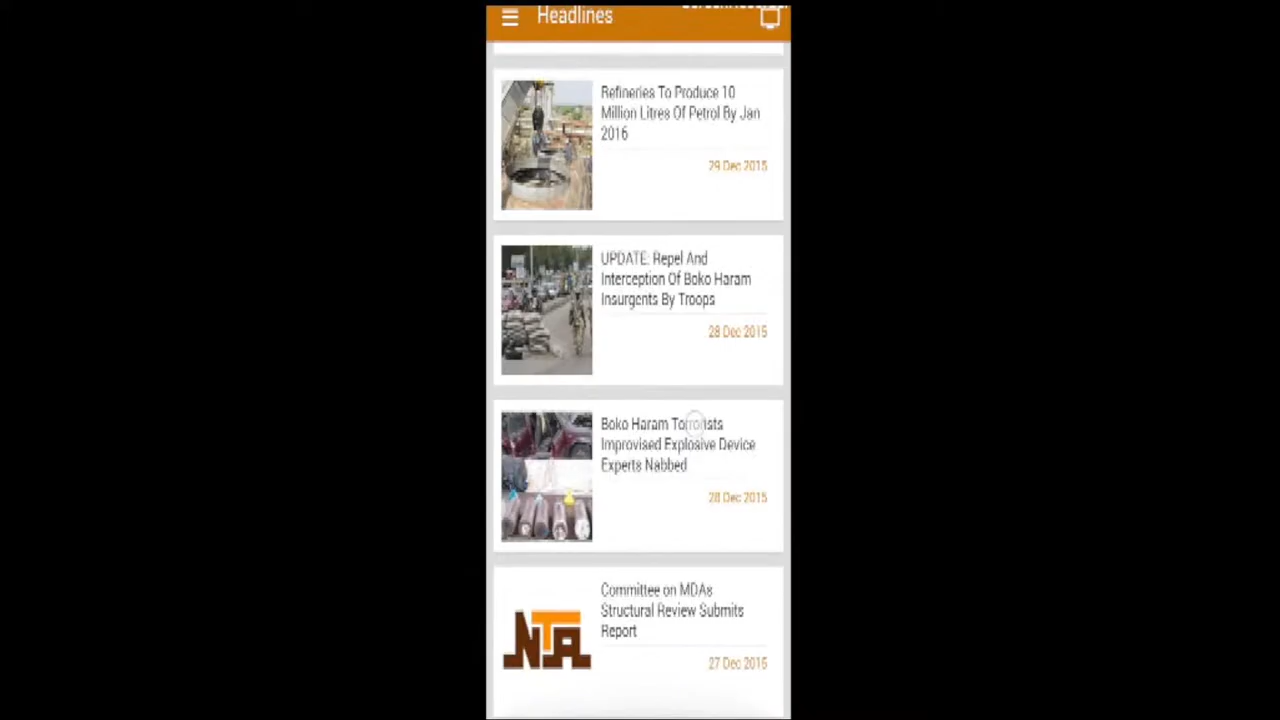 Headlines
Refineries To Produce 10
Million Litres Of Petrol By Jan
2016
29 Dec 2015
UPDATE: Repel And
Interception Of Boko Haram
Insurgents By Troops
28 Dec 2015
Boko Haram Terrorists
Improvised Explosive Device
Experts Nabbed
28 Dec 2015
Committee on MDAs
Structural Review Submits
Report
NTA
27 Dec 2015